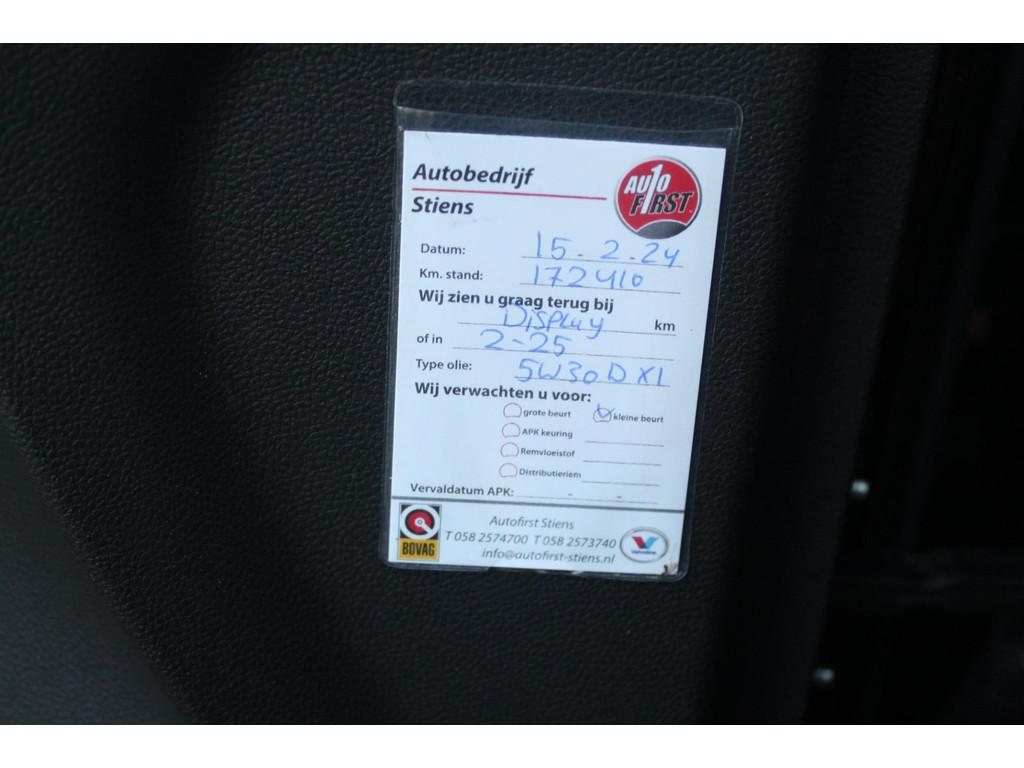 Autobedrijf
Stiens
AUTO
F1RST
Datum: 15-2-24
Km. stand: 172410
Wij zien u graag terug bij
Display km
of in 2-25
Type olie: 5W30 D XL
Wij verwachten u voor:
grote beurt kleine beurt
APK keuring
Remvloeistof
Distributieriem
Vervaldatum APK: - -
Autofirst Stiens
T 058 2574700 T 058 2573740
info@autofirst-stiens.nl
BOVAG
Valvoline